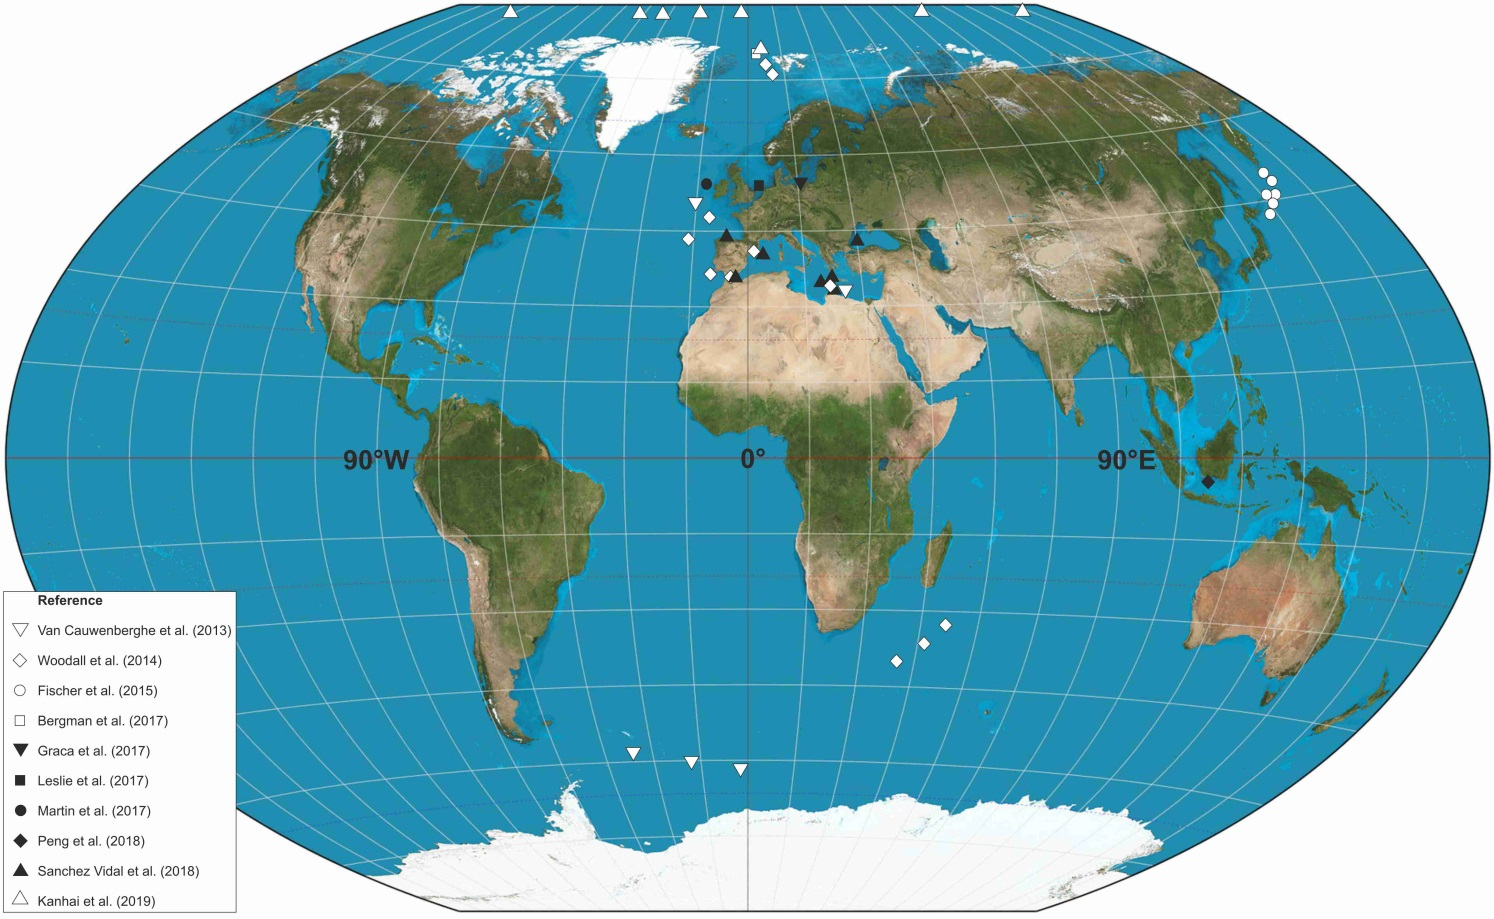 90°W 0° 90°E
Reference
Van Cauwenberghe et al. (2013)
Woodall et al. (2014)
Fischer et al. (2015)
Bergman et al. (2017)
Graca et al. (2017)
Leslie et al. (2017)
Martin et al. (2017)
Peng et al. (2018)
Sanchez Vidal et al. (2018)
Kanhai et al. (2019)